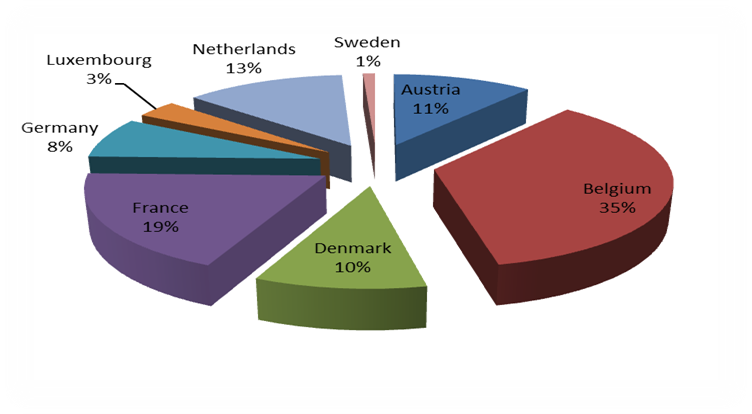 Sweden
1%
Netherlands
13%
Luxembourg
3%
Austria
11%
Germany
8%
Belgium
35%
France
19%
Denmark
10%